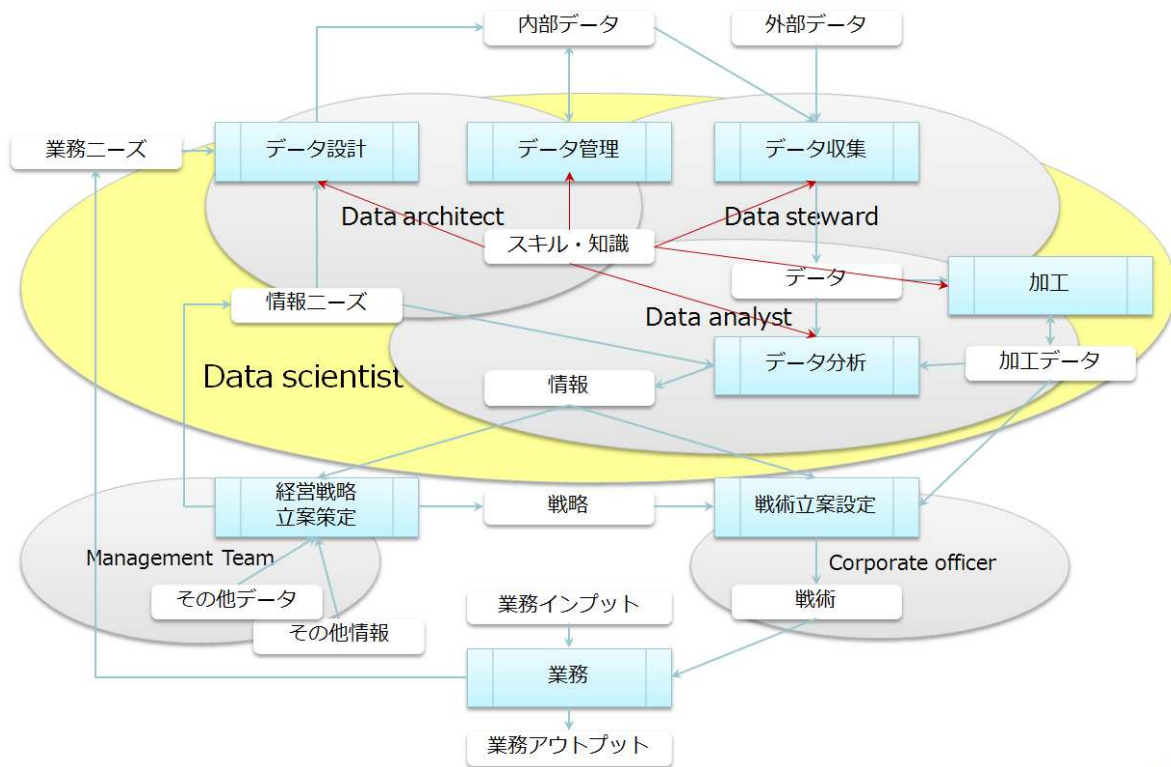 内部データ
外部データ
業務ニーズ
データ設計
データ管理
データ収集
Data architect
Data steward
スキル・知識
データ
加工
情報ニーズ
Data analyst
データ分析
加工データ
Data scientist
情報
経営戦略
立案策定
戦略
戦術立案設定
Management Team
Corporate officer
その他データ
業務インプット
戦術
その他情報
業務
業務アウトプット